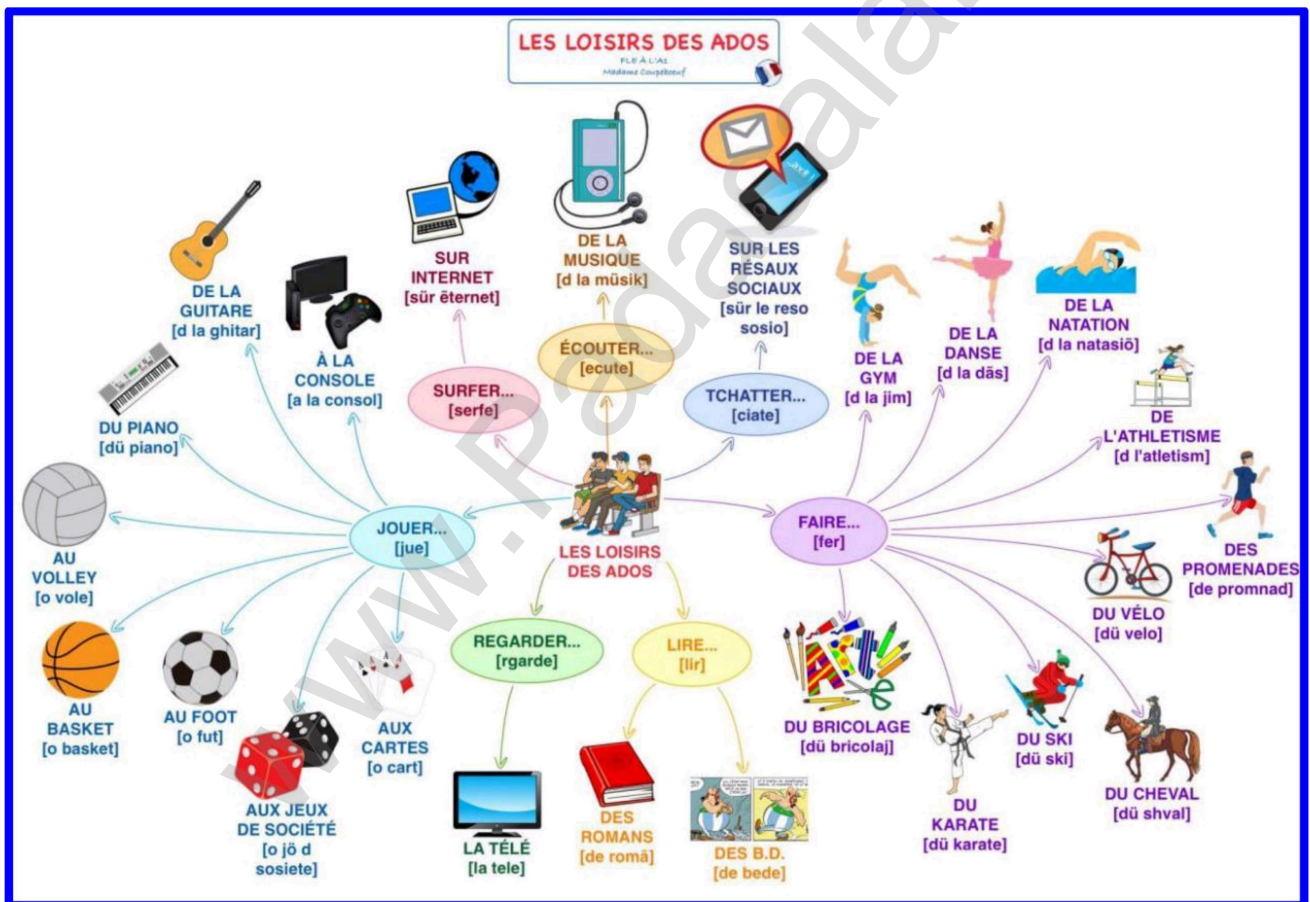 LES LOISIRS DES ADOS
FLE À L'A1
Madame Coupeboeuf
SUR
INTERNET
[sür ēternet]
DE LA
MUSIQUE
[d la müsik]
SUR LES
RÉSAUX
SOCIAUX
[sür le reso
sosio]
DE LA
GUITARE
[d la ghitar]
À LA
CONSOLE
[a la consol]
SURFER...
[serfe]
ÉCOUTER...
[ecute]
TCHATTER...
[ciate]
DE LA
GYM
[d la jim]
DE LA
DANSE
[d la dãs]
DE LA
NATATION
[d la natasiõ]
DU PIANO
[dü piano]
DE
L'ATHLETISME
[d l'atletism]
AU
VOLLEY
[o vole]
JOUER...
[jue]
LES LOISIRS
DES ADOS
FAIRE...
[fer]
DES
PROMENADES
[de promnad]
DU VÉLO
[dü velo]
AU
BASKET
[o basket]
AU FOOT
[o fut]
AUX JEUX
DE SOCIÉTÉ
[o jö d
sosiete]
AUX
CARTES
[o cart]
REGARDER...
[rgarde]
LIRE...
[lir]
LA TÉLÉ
[la tele]
DES
ROMANS
[de romã]
DES B.D.
[de bede]
ART
DU BRICOLAGE
[dü bricolaj]
DU
KARATE
[dü karate]
DU SKI
[dü ski]
DU CHEVAL
[dü shval]